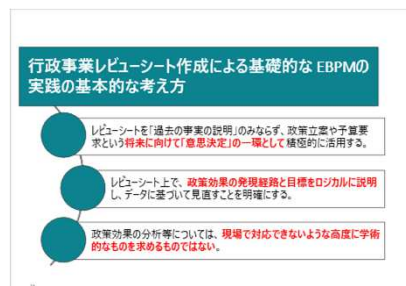 行政事業レビューシート作成による基礎的な EBPMの
実践の基本的な考え方
レビューシートを「過去の事実の説明」のみならず、政策立案や予算要
求という将来に向けて「意思決定」の一環として積極的に活用する。
レビューシート上で、政策効果の発現経路と目標をロジカルに説明
し、データに基づいて見直すことを明確にする。
政策効果の分析等については、現場で対応できないような高度に学術
的なものを求めるものではない。